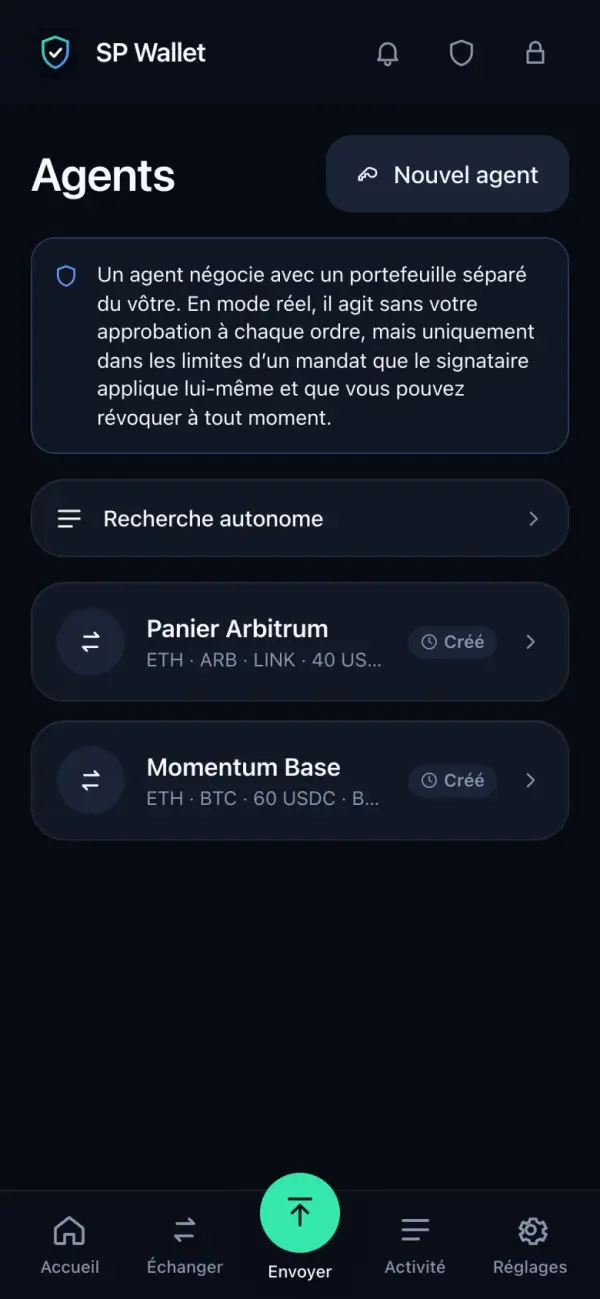 SP Wallet
Agents
Nouvel agent
Un agent négocie avec un portefeuille séparé
du vôtre. En mode réel, il agit sans votre
approbation à chaque ordre, mais uniquement
dans les limites d’un mandat que le signataire
applique lui-même et que vous pouvez
révoquer à tout moment.
Recherche autonome
Panier Arbitrum
ETH · ARB · LINK · 40 US...
Créé
Momentum Base
ETH · BTC · 60 USDC · B...
Créé
Accueil
Échanger
Envoyer
Activité
Réglages